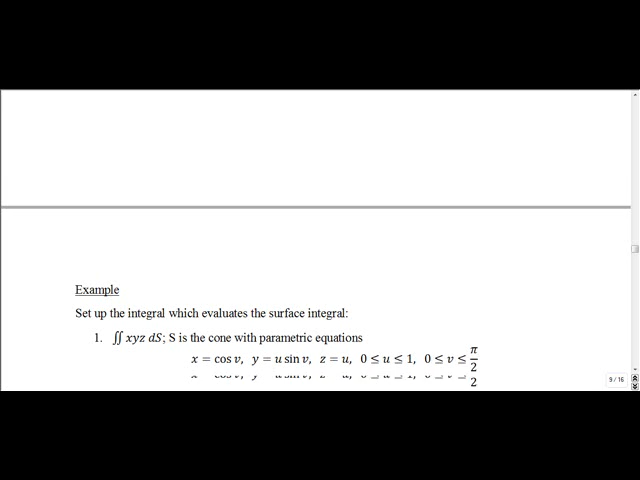 Example
Set up the integral which evaluates the surface integral:
1. ∬ xyz dS; S is the cone with parametric equations
x = cos v, y = u sin v, z = u, 0 ≤ u ≤ 1, 0 ≤ v ≤ π/2
9 / 16